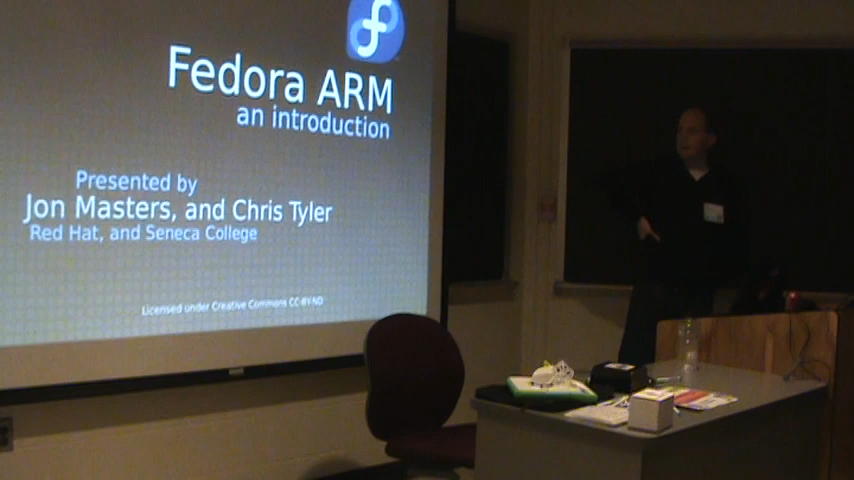 Fedora ARM
an introduction
Presented by
Jon Masters, and Chris Tyler
Red Hat, and Seneca College
Licensed under Creative Commons CC-BY-ND